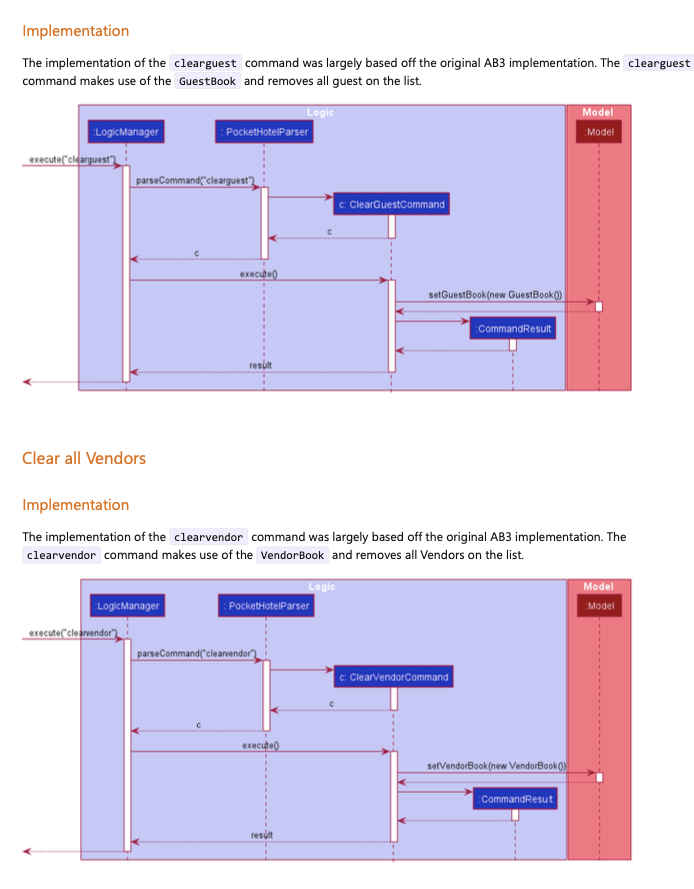 Implementation
The implementation of the clearguest command was largely based off the original AB3 implementation. The clearguest
command makes use of the GuestBook and removes all guest on the list.
Logic
Model
:LogicManager
: PocketHotelParser
:Model
execute("clearguest")
parseCommand("clearguest")
c: ClearGuestCommand
c
c
execute()
setGuestBook(new GuestBook())
:CommandResult
result
Clear all Vendors
Implementation
The implementation of the clearvendor command was largely based off the original AB3 implementation. The
clearvendor command makes use of the VendorBook and removes all Vendors on the list.
Logic
Model
:LogicManager
: PocketHotelParser
:Model
execute("clearvendor")
parseCommand("clearvendor")
c: ClearVendorCommand
c
c
execute()
setVendorBook(new VendorBook())
:CommandResut
result